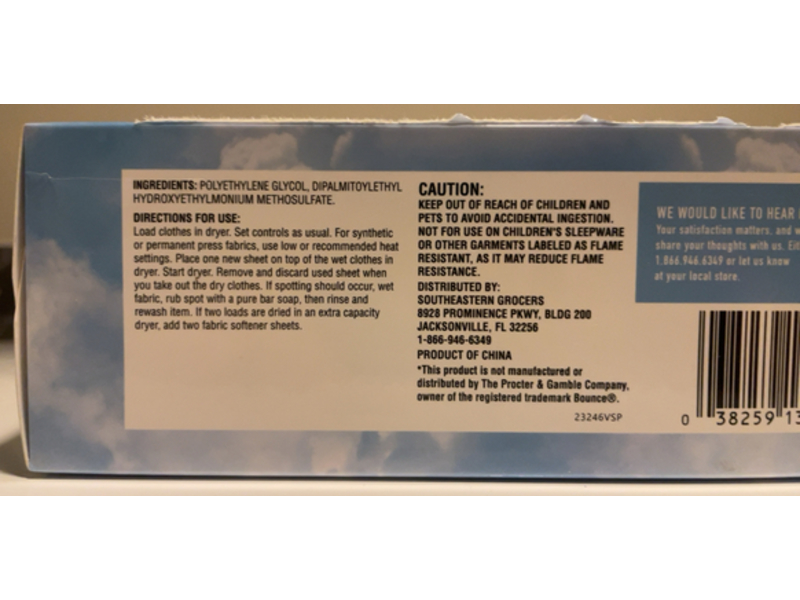 INGREDIENTS: POLYETHYLENE GLYCOL, DIPALMITOYLETHYL
HYDROXYETHYLMONIUM METHOSULFATE.
DIRECTIONS FOR USE:
Load clothes in dryer. Set controls as usual. For synthetic
or permanent press fabrics, use low or recommended heat
settings. Place one new sheet on top of the wet clothes in
dryer. Start dryer. Remove and discard used sheet when
you take out the dry clothes. If spotting should occur, wet
fabric, rub spot with a pure bar soap, then rinse and
rewash item. If two loads are dried in an extra capacity
dryer, add two fabric softener sheets.
CAUTION:
KEEP OUT OF REACH OF CHILDREN AND
PETS TO AVOID ACCIDENTAL INGESTION.
NOT FOR USE ON CHILDREN'S SLEEPWARE
OR OTHER GARMENTS LABELED AS FLAME
RESISTANT, AS IT MAY REDUCE FLAME
RESISTANCE.
DISTRIBUTED BY:
SOUTHEASTERN GROCERS
8928 PROMINENCE PKWY, BLDG 200
JACKSONVILLE, FL 32256
1-866-946-6349
PRODUCT OF CHINA
*This product is not manufactured or
distributed by The Procter & Gamble Company,
owner of the registered trademark Bounce®.
23246VSP
WE WOULD LIKE TO HEAR
Your satisfaction matters, and
share your thoughts with us.
1.866.946.6349 or let us know
at your local store.
0 38259 13